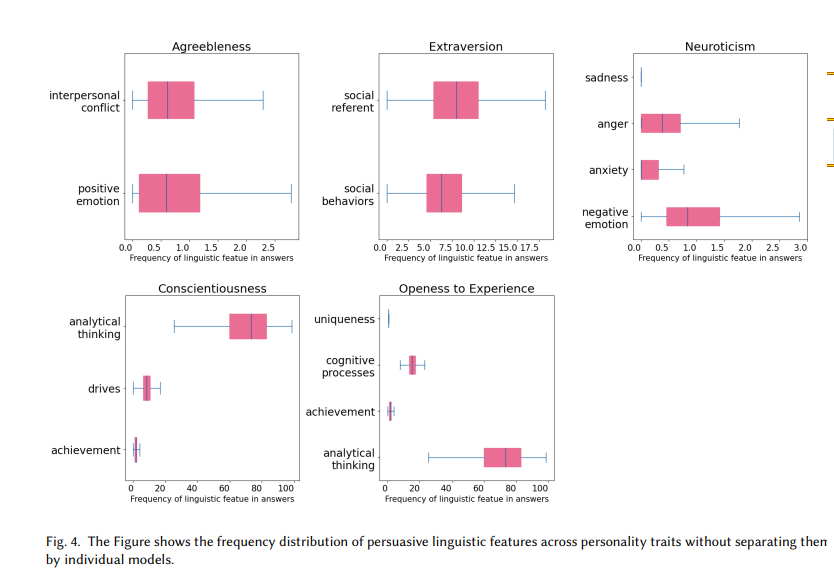 Agreebleness
interpersonal
conflict
positive
emotion
0.0 0.5 1.0 1.5 2.0 2.5
Frequency of linguistic featue in answers
Extraversion
social
referent
social
behaviors
0.0 2.5 5.0 7.5 10.0 12.5 15.0 17.5
Frequency of linguistic featue in answers
Neuroticism
sadness
anger
anxiety
negative
emotion
0.0 0.5 1.0 1.5 2.0 2.5 3.0
Frequency of linguistic featue in answers
Conscientiousness
analytical
thinking
drives
achievement
0 20 40 60 80 100
Frequency of linguistic featue in answers
Openess to Experience
uniqueness
cognitive
processes
achievement
analytical
thinking
0 20 40 60 80 100
Frequency of linguistic featue in answers
Fig. 4. The Figure shows the frequency distribution of persuasive linguistic features across personality traits without separating them
by individual models.